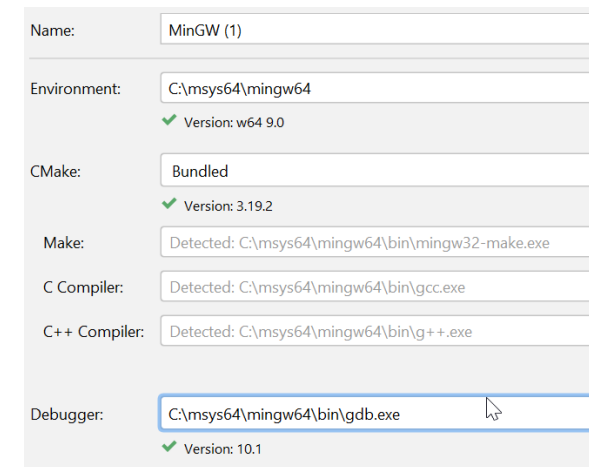 Name: MinGW (1)
Environment: C:\msys64\mingw64
Version: w64 9.0
CMake: Bundled
Version: 3.19.2
Make: Detected: C:\msys64\mingw64\bin\mingw32-make.exe
C Compiler: Detected: C:\msys64\mingw64\bin\gcc.exe
C++ Compiler: Detected: C:\msys64\mingw64\bin\g++.exe
Debugger: C:\msys64\mingw64\bin\gdb.exe
Version: 10.1